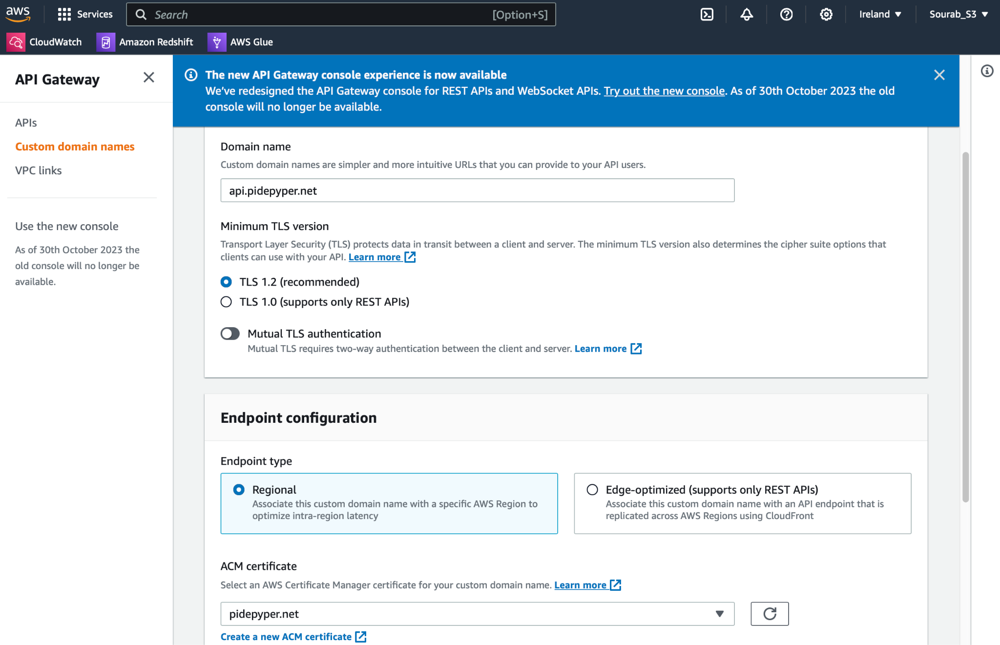 aws
Services
Search
[Option+S]
Ireland ▼
Sourab_S3 ▼
CloudWatch
Amazon Redshift
AWS Glue
API Gateway
APIs
Custom domain names
VPC links
Use the new console
As of 30th October 2023 the
old console will no longer be
available.
The new API Gateway console experience is now available
We've redesigned the API Gateway console for REST APIs and WebSocket APIs. Try out the new console. As of 30th October 2023 the old
console will no longer be available.
Domain name
Custom domain names are simpler and more intuitive URLs that you can provide to your API users.
api.pidepyper.net
Minimum TLS version
Transport Layer Security (TLS) protects data in transit between a client and server. The minimum TLS version also determines the cipher suite options that
clients can use with your API. Learn more
TLS 1.2 (recommended)
TLS 1.0 (supports only REST APIs)
Mutual TLS authentication
Mutual TLS requires two-way authentication between the client and server. Learn more
Endpoint configuration
Endpoint type
Regional
Associate this custom domain name with a specific AWS Region to
optimize intra-region latency
Edge-optimized (supports only REST APIs)
Associate this custom domain name with an API endpoint that is
replicated across AWS Regions using CloudFront
ACM certificate
Select an AWS Certificate Manager certificate for your custom domain name. Learn more
pidepyper.net
Create a new ACM certificate